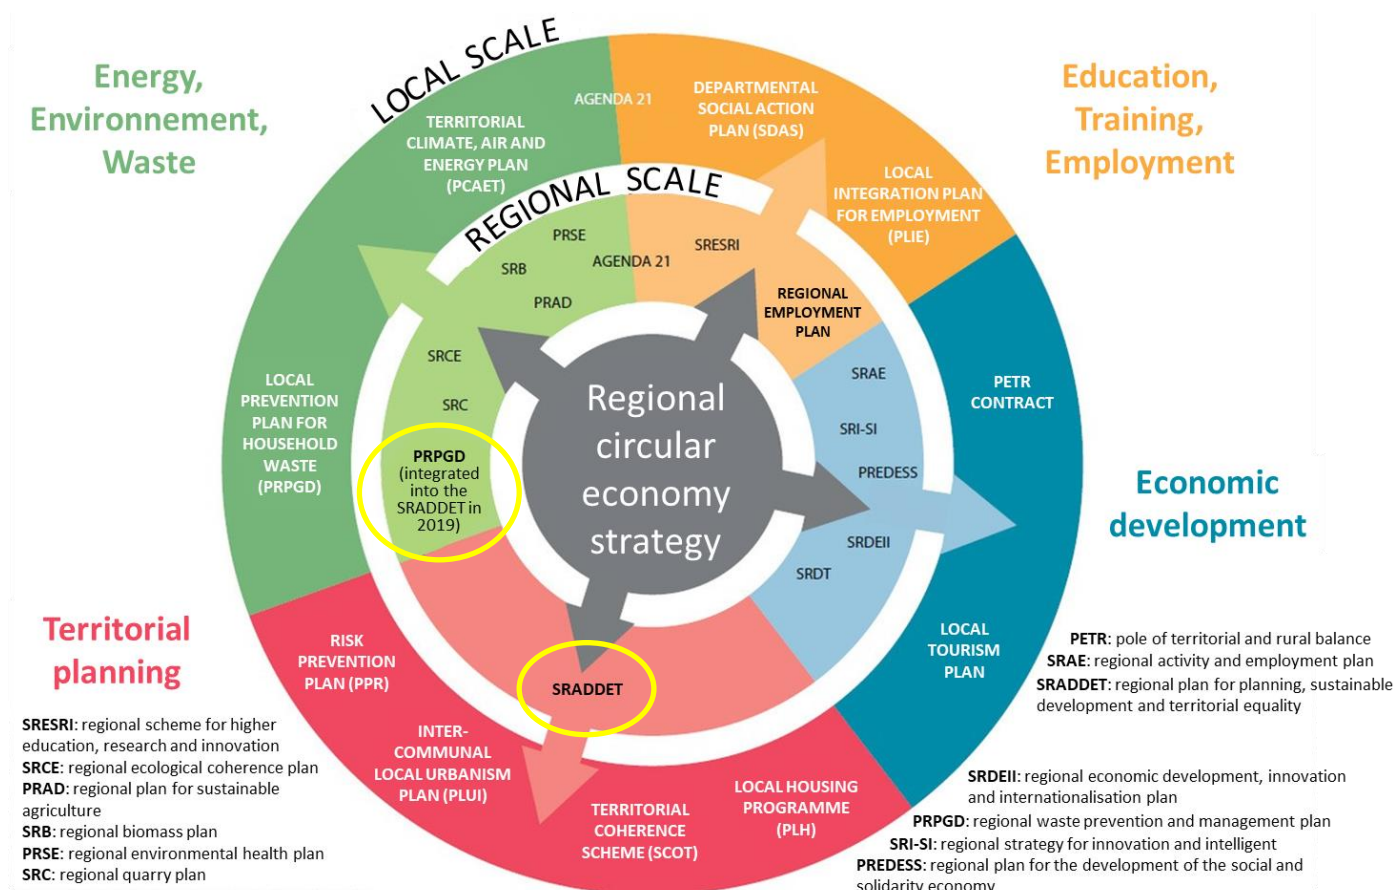 LOCAL SCALE
Energy,
Environnement,
Waste
Education,
Training,
Employment
AGENDA 21
DEPARTMENTAL
SOCIAL ACTION
PLAN (SDAS)
TERRITORIAL
CLIMATE, AIR AND
ENERGY PLAN
(PCAET)
LOCAL
INTEGRATION PLAN
FOR EMPLOYMENT
(PLIE)
REGIONAL SCALE
PRSE
SRESRI
SRB
AGENDA 21
PRAD
REGIONAL
EMPLOYMENT
PLAN
SRCE
SRC
SRAE
SRI-SI
PREDESS
SRDEII
SRDT
LOCAL
PREVENTION
PLAN FOR
HOUSEHOLD
WASTE
(PRPGD)
PRPGD
(integrated
into the
SRADDET in
2019)
Regional
circular
economy
strategy
PETR
CONTRACT
Economic
development
LOCAL
TOURISM
PLAN
Territorial
planning
RISK
PREVENTION
PLAN (PPR)
SRADDET
INTER-
COMMUNAL
LOCAL URBANISM
PLAN (PLUI)
TERRITORIAL
COHERENCE
SCHEME (SCOT)
LOCAL HOUSING
PROGRAMME
(PLH)
SRESRI: regional scheme for higher
education, research and innovation
SRCE: regional ecological coherence plan
PRAD: regional plan for sustainable
agriculture
SRB: regional biomass plan
PRSE: regional environmental health plan
SRC: regional quarry plan
PETR: pole of territorial and rural balance
SRAE: regional activity and employment plan
SRADDET: regional plan for planning, sustainable
development and territorial equality
SRDEII: regional economic development, innovation
and internationalisation plan
PRPGD: regional waste prevention and management plan
SRI-SI: regional strategy for innovation and intelligent
PREDESS: regional plan for the development of the social and
solidarity economy